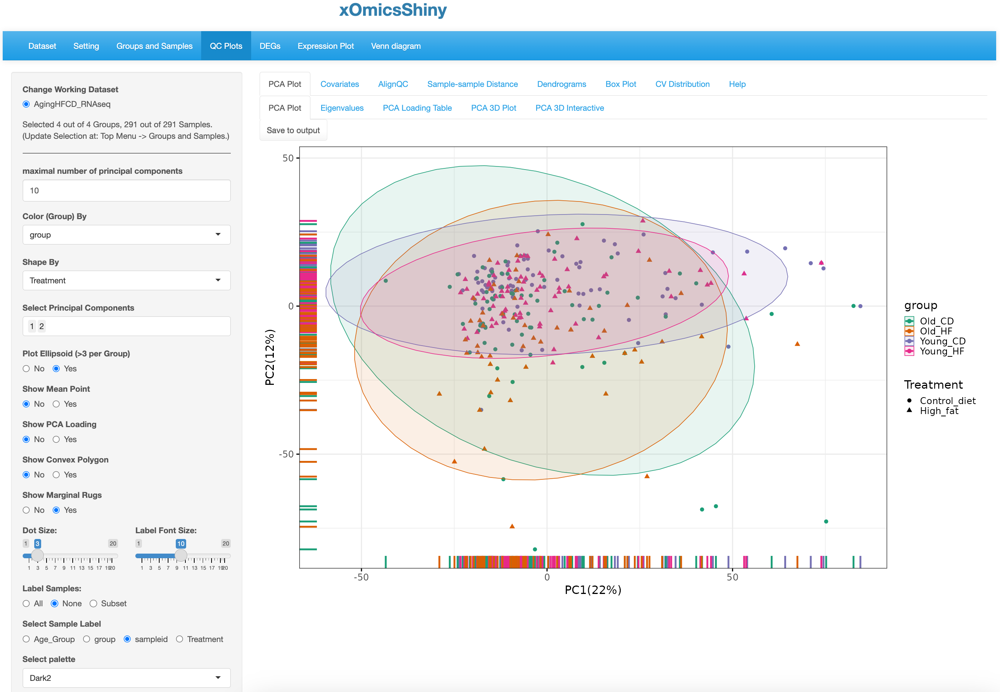 xOmicsShiny
Dataset Setting Groups and Samples QC Plots DEGs Expression Plot Venn diagram
Change Working Dataset
AgingHFCD_RNAseq
Selected 4 out of 4 Groups, 291 out of 291 Samples.
(Update Selection at: Top Menu -> Groups and Samples.)
maximal number of principal components
10
Color (Group) By
group
Shape By
Treatment
Select Principal Components
1 2
Plot Ellipsoid (>3 per Group)
No Yes
Show Mean Point
No Yes
Show PCA Loading
No Yes
Show Convex Polygon
No Yes
Show Marginal Rugs
No Yes
Dot Size: Label Font Size:
1 3 20 1 10 20
1 3 5 7 9 11 13 15 17 19 20 1 3 5 7 9 11 13 15 17 19 20
Label Samples:
All None Subset
Select Sample Label
Age_Group group sampleid Treatment
Select palette
Dark2
PCA Plot Covariates AlignQC Sample-sample Distance Dendrograms Box Plot CV Distribution Help
PCA Plot Eigenvalues PCA Loading Table PCA 3D Plot PCA 3D Interactive
Save to output
50
0
-50
PC2(12%)
-50 0 50
PC1(22%)
group
Old_CD
Old_HF
Young_CD
Young_HF
Treatment
Control_diet
High_fat